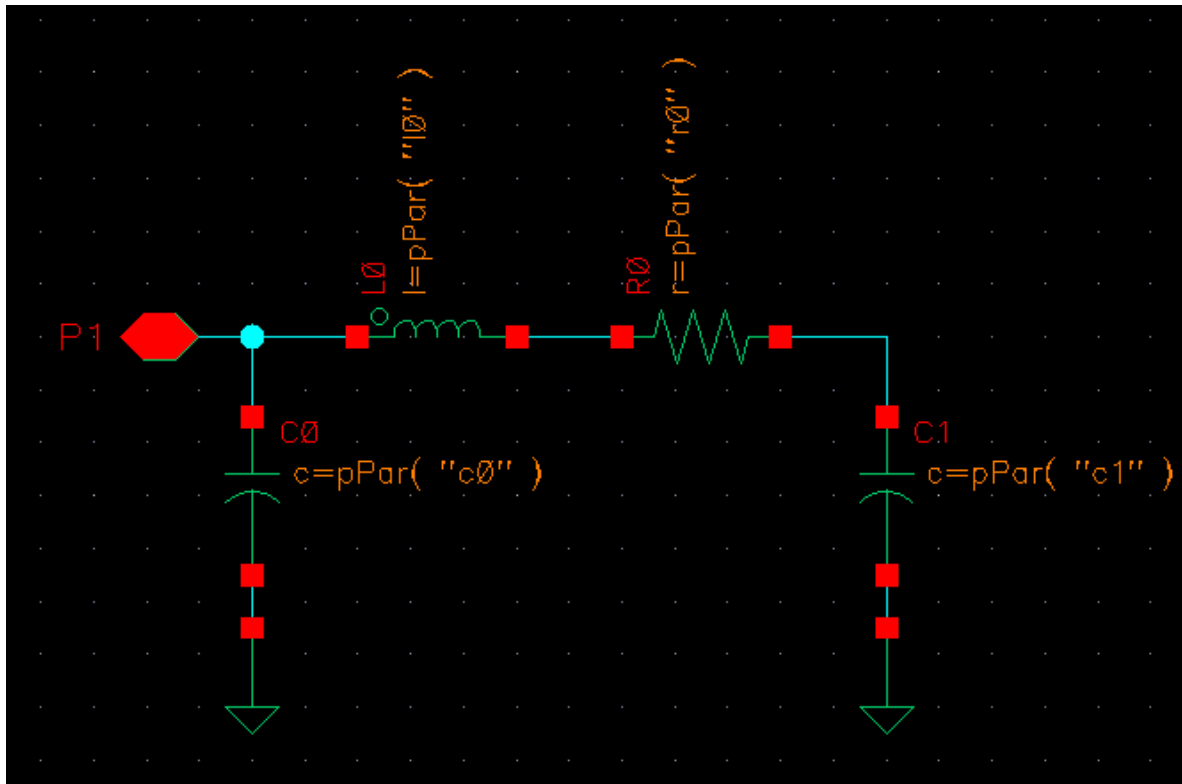 L0
l=pPar( "l0" )
R0
r=pPar( "r0" )
P1
C0
c=pPar( "c0" )
C1
c=pPar( "c1" )